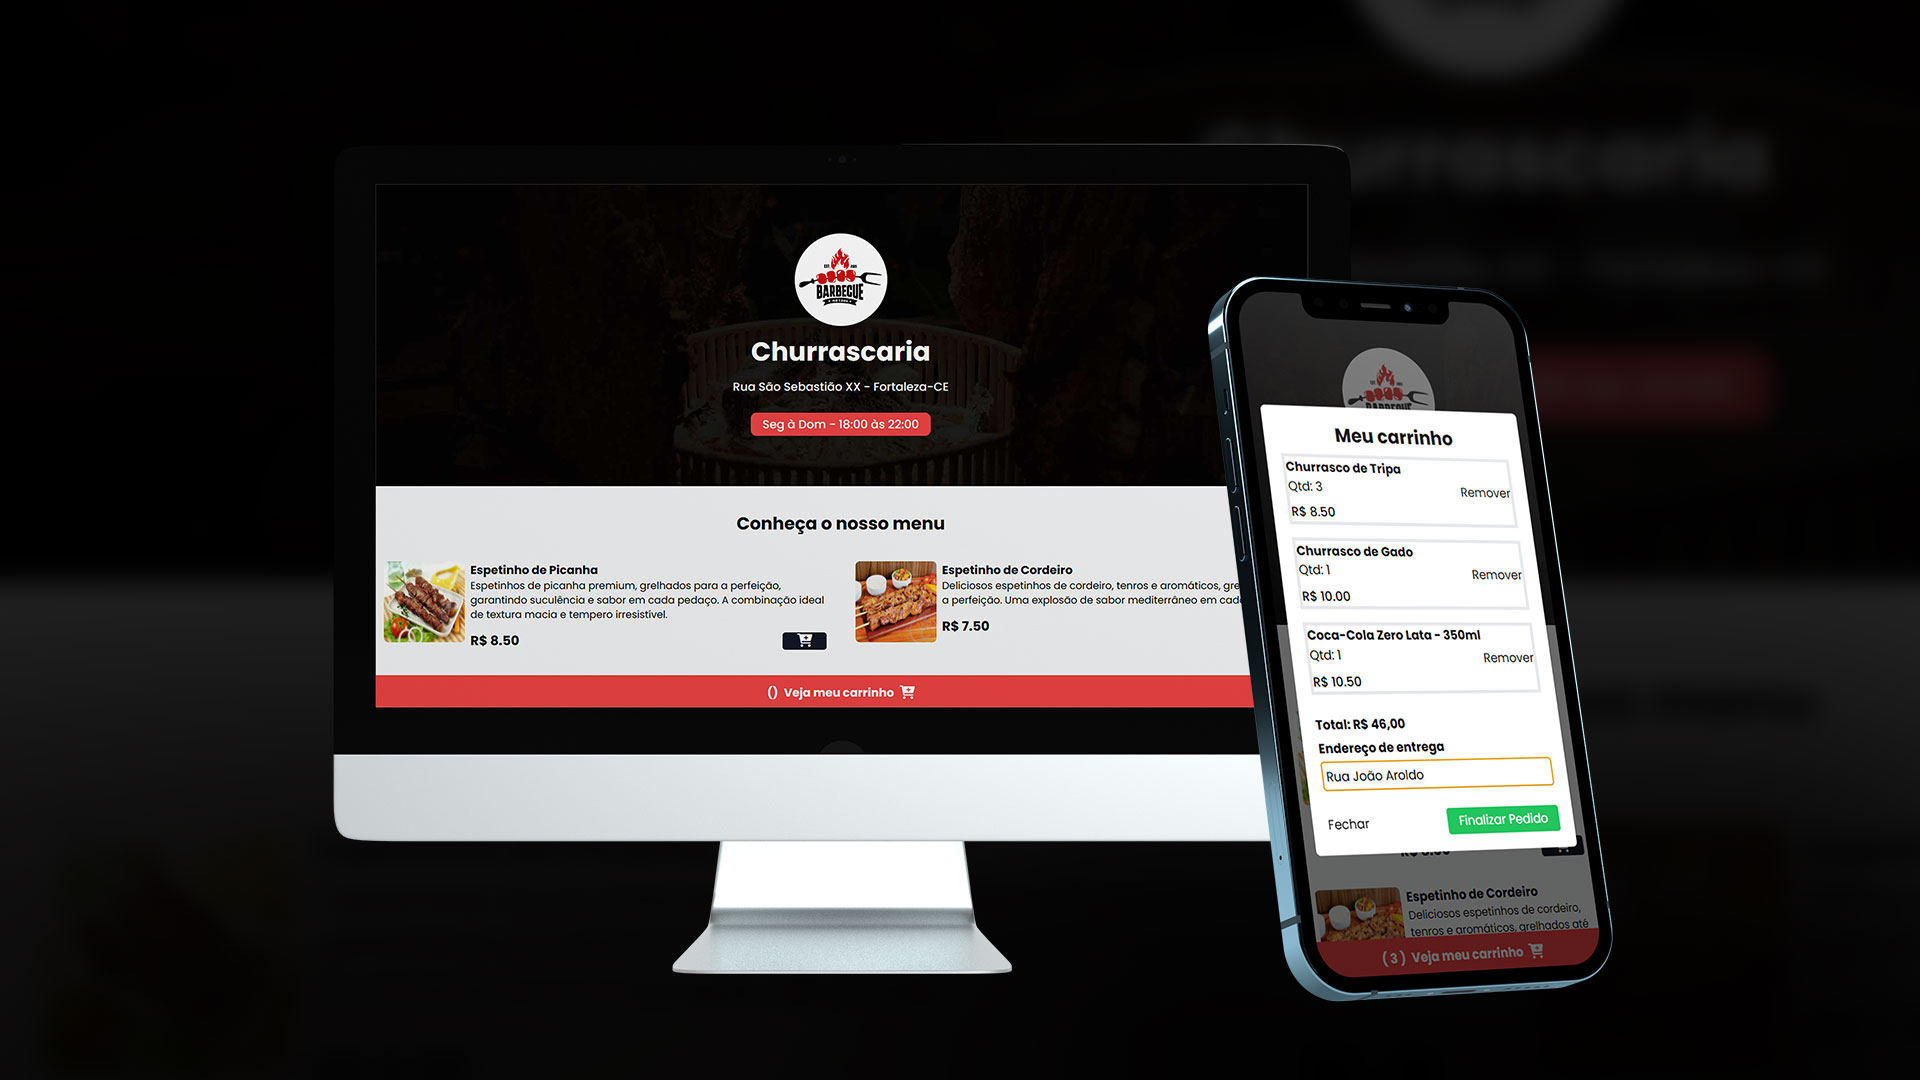 BARBECUE
Churrascaria
Rua São Sebastião XX - Fortaleza-CE
Seg à Dom - 18:00 às 22:00
Conheça o nosso menu
Espetinho de Picanha
Espetinhos de picanha premium, grelhados para a perfeição,
garantindo suculência e sabor em cada pedaço. A combinação ideal
de textura macia e tempero irresistível.
R$ 8.50
Espetinho de Cordeiro
Deliciosos espetinhos de cordeiro, tenros e aromáticos, gre
a perfeição. Uma explosão de sabor mediterrâneo em cad
R$ 7.50
() Veja meu carrinho
Meu carrinho
Churrasco de Tripa
Qtd: 3
Remover
R$ 8.50
Churrasco de Gado
Qtd: 1
Remover
R$ 10.00
Coca-Cola Zero Lata - 350ml
Qtd: 1
Remover
R$ 10.50
Total: R$ 46,00
Endereço de entrega
Rua João Aroldo
Fechar
Finalizar Pedido
Espetinho de Cordeiro
Deliciosos espetinhos de cordeiro,
tenros e aromáticos, grelhados até
( 3 ) Veja meu carrinho